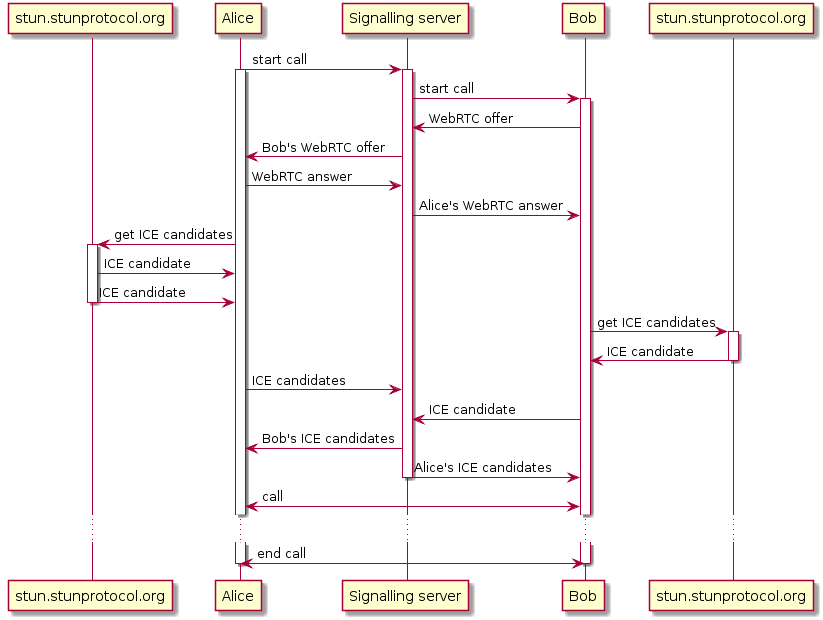 stun.stunprotocol.org Alice Signalling server Bob stun.stunprotocol.org
start call
start call
WebRTC offer
Bob's WebRTC offer
WebRTC answer
Alice's WebRTC answer
get ICE candidates
ICE candidate
ICE candidate
get ICE candidates
ICE candidate
ICE candidates
ICE candidate
Bob's ICE candidates
Alice's ICE candidates
call
end call
stun.stunprotocol.org Alice Signalling server Bob stun.stunprotocol.org